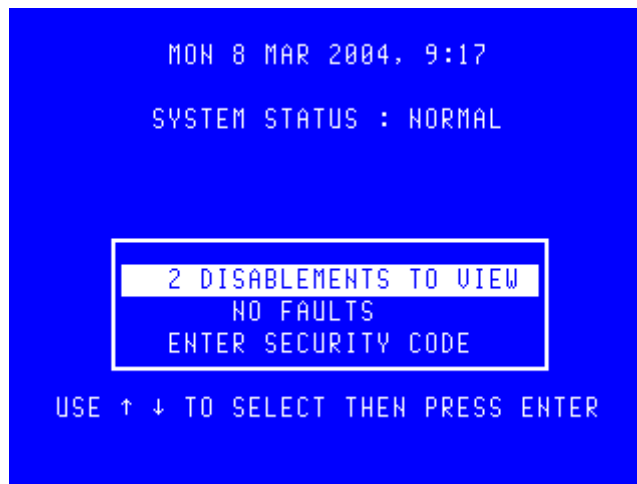 MON 8 MAR 2004, 9:17
SYSTEM STATUS : NORMAL
2 DISABLEMENTS TO VIEW
NO FAULTS
ENTER SECURITY CODE
USE ↑ ↓ TO SELECT THEN PRESS ENTER